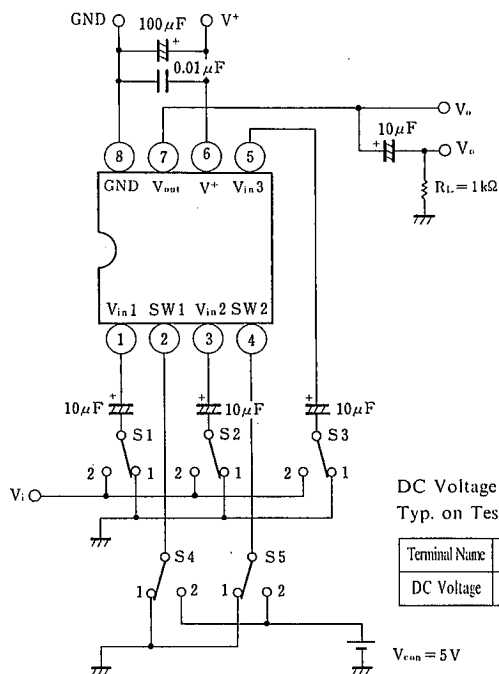 GND 100μF V⁺
+
0.01μF
Vo
10μF
+ Vo
RL=1kΩ
8 7 6 5
GND Vout V⁺ Vin3
Vin1 SW1 Vin2 SW2
1 2 3 4
+ + +
10μF 10μF 10μF
S1 S2 S3
2 1 2 1 2 1
Vi
S4 S5
1 2 1 2
Vcon=5V
DC Voltage
Typ. on Tes
Terminal Name
DC Voltage